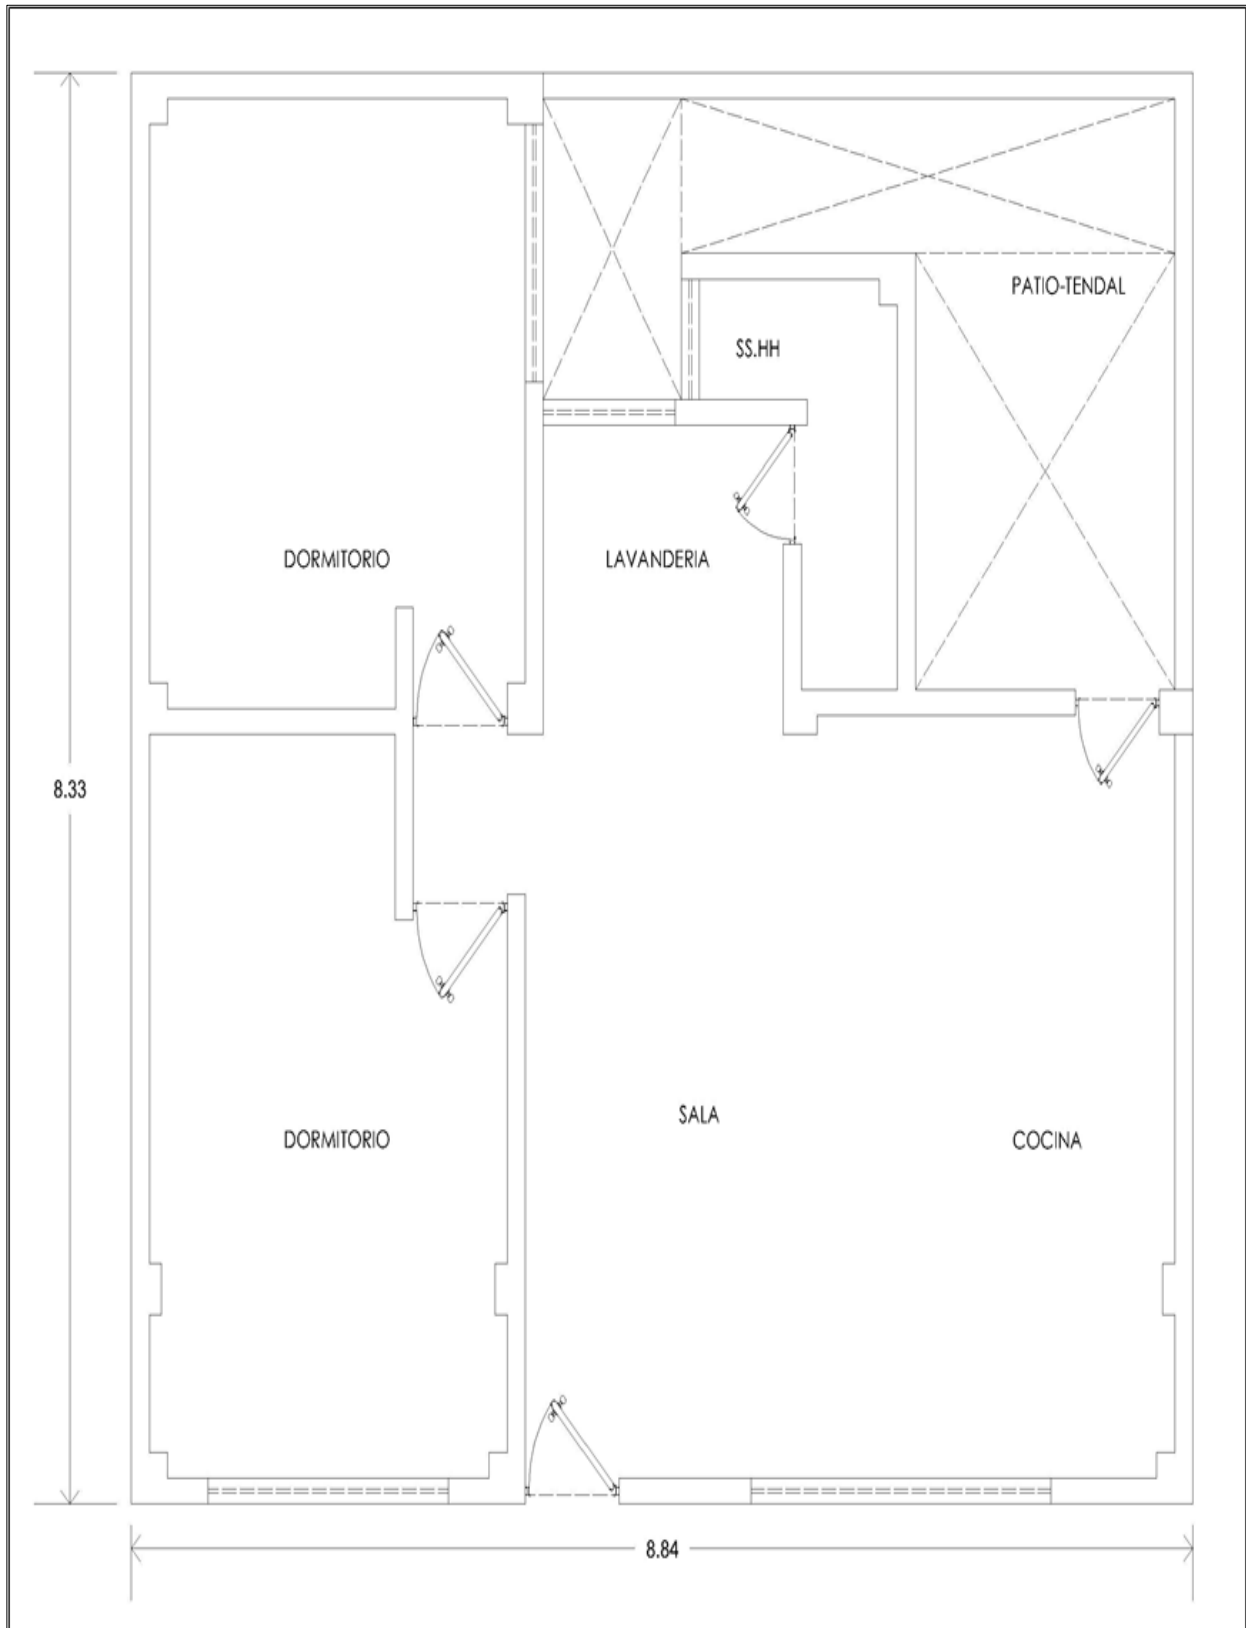 PATIO-TENDAL
SS.HH
DORMITORIO
LAVANDERIA
8.33
SALA
DORMITORIO
COCINA
8.84